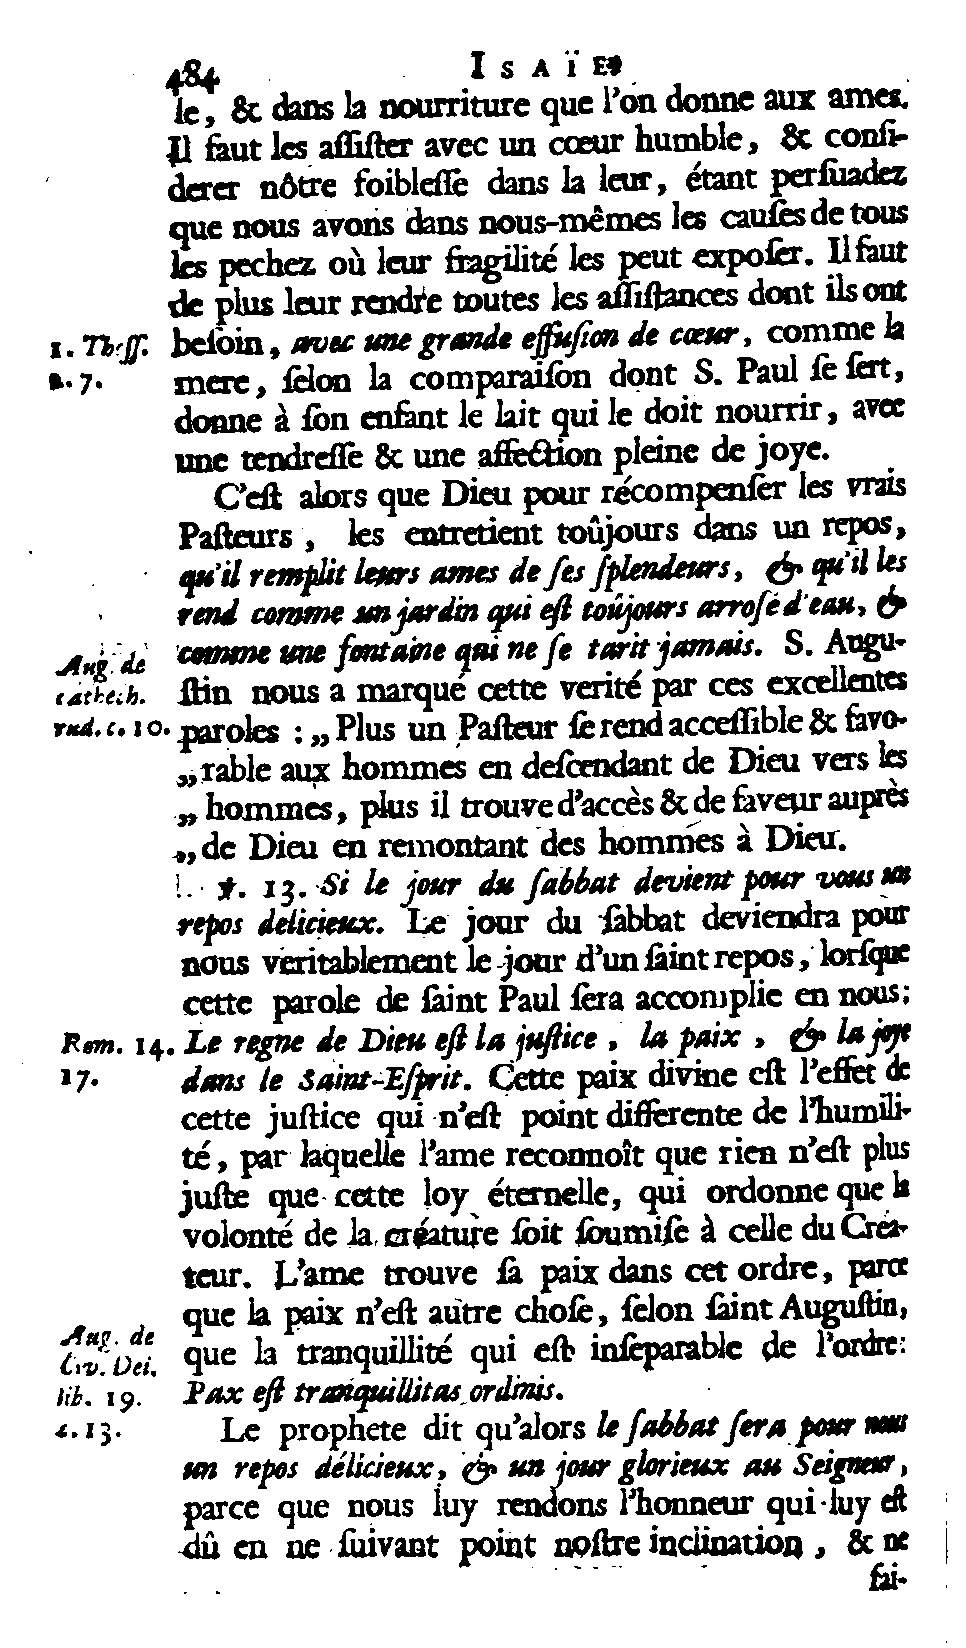 484 ISAÏE
le, & dans la nourriture que l'on donne aux ames.
Il faut les aſſiſter avec un cœur humble, & conſi-
derer nôtre foibleſſe dans la leur, étant perſuadez
que nous avons dans nous-mêmes les cauſes de tous
les pechez où leur fragilité les peut expoſer. Il faut
de plus leur rendre toutes les aſſiſtances dont ils ont
1. Theſſ. beſoin, avec une grande effuſion de cœur, comme la
2. 7. mere, ſelon la comparaiſon dont S. Paul ſe ſert,
donne à ſon enfant le lait qui le doit nourrir, avec
une tendreſſe & une affection pleine de joye.
C'eſt alors que Dieu pour récompenſer les vrais
Paſteurs, les entretient toûjours dans un repos,
qu'il remplit leurs ames de ſes ſplendeurs, & qu'il les
rend comme un jardin qui eſt toûjours arroſé d'eau, &
Aug. de comme une fontaine qui ne ſe tarit jamais. S. Augu-
cathech. ſtin nous a marqué cette verité par ces excellentes
rud. c. 10. paroles : „ Plus un Paſteur ſe rend acceſſible & favo-
„ rable aux hommes en deſcendant de Dieu vers les
„ hommes, plus il trouve d'accès & de faveur auprès
„ de Dieu en remontant des hommes à Dieu.
℣. 13. Si le jour du ſabbat devient pour vous un
repos delicieux. Le jour du ſabbat deviendra pour
nous veritablement le jour d'un ſaint repos, lorſque
cette parole de ſaint Paul ſera accomplie en nous;
Rom. 14. Le regne de Dieu eſt la juſtice, la paix, & la joye
17. dans le Saint-Eſprit. Cette paix divine eſt l'effet de
cette juſtice qui n'eſt point differente de l'humili-
té, par laquelle l'ame reconnoît que rien n'eſt plus
juſte que cette loy éternelle, qui ordonne que la
volonté de la créature ſoit ſoumiſe à celle du Créa-
teur. L'ame trouve ſa paix dans cet ordre, parce
que la paix n'eſt autre choſe, ſelon ſaint Auguſtin,
Aug. de
Civ. Dei, que la tranquillité qui eſt inſeparable de l'ordre:
lib. 19. Pax eſt tranquillitas ordinis.
c. 13. Le prophete dit qu'alors le ſabbat ſera pour nous
un repos délicieux, & un jour glorieux au Seigneur,
parce que nous luy rendons l'honneur qui luy eſt
dû en ne ſuivant point noſtre inclination, & ne
fai-